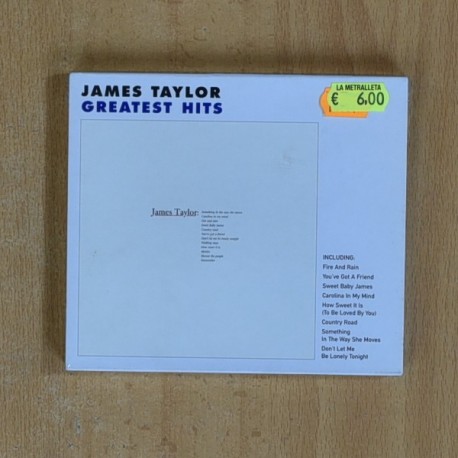 JAMES TAYLOR
GREATEST HITS
LA METRALLETA
€ 6,00
James Taylor
INCLUDING:
Fire And Rain
You've Got A Friend
Sweet Baby James
Carolina In My Mind
How Sweet It Is
(To Be Loved By You)
Country Road
Something
In The Way She Moves
Don't Let Me
Be Lonely Tonight